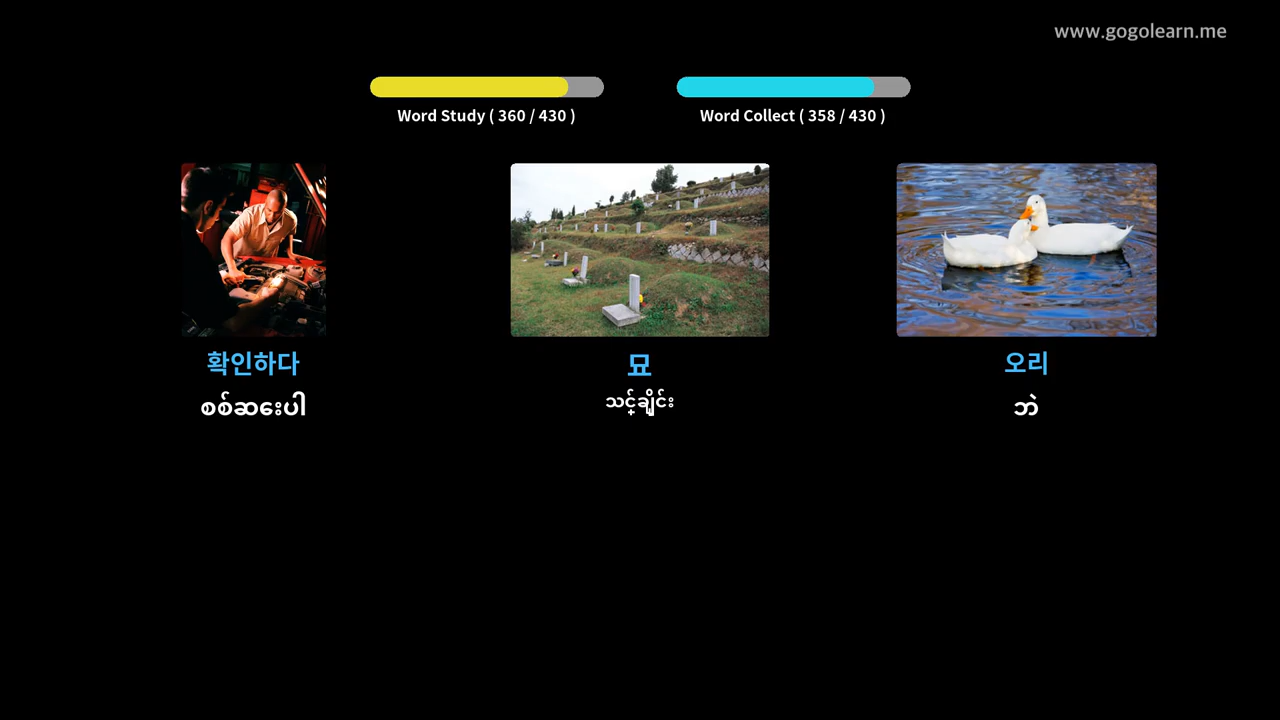 www.gogolearn.me
Word Study ( 360 / 430 )
Word Collect ( 358 / 430 )
확인하다
묘
오리
စစ်ဆေးပါ
သင်္ချိုင်း
ဘဲ